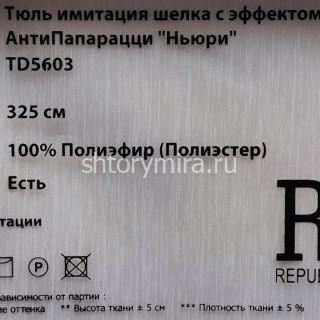 Тюль имитация шелка с эффектом
АнтиПапарацци "Ньюри"
TD5603
325 см
100% Полиэфир (Полиэстер)
shtorymira.ru
Есть
тации
P
R
REPUB
зависимости от партии :
ие оттенка ** Высота ткани ± 5 см *** Плотность ткани ± 5 %